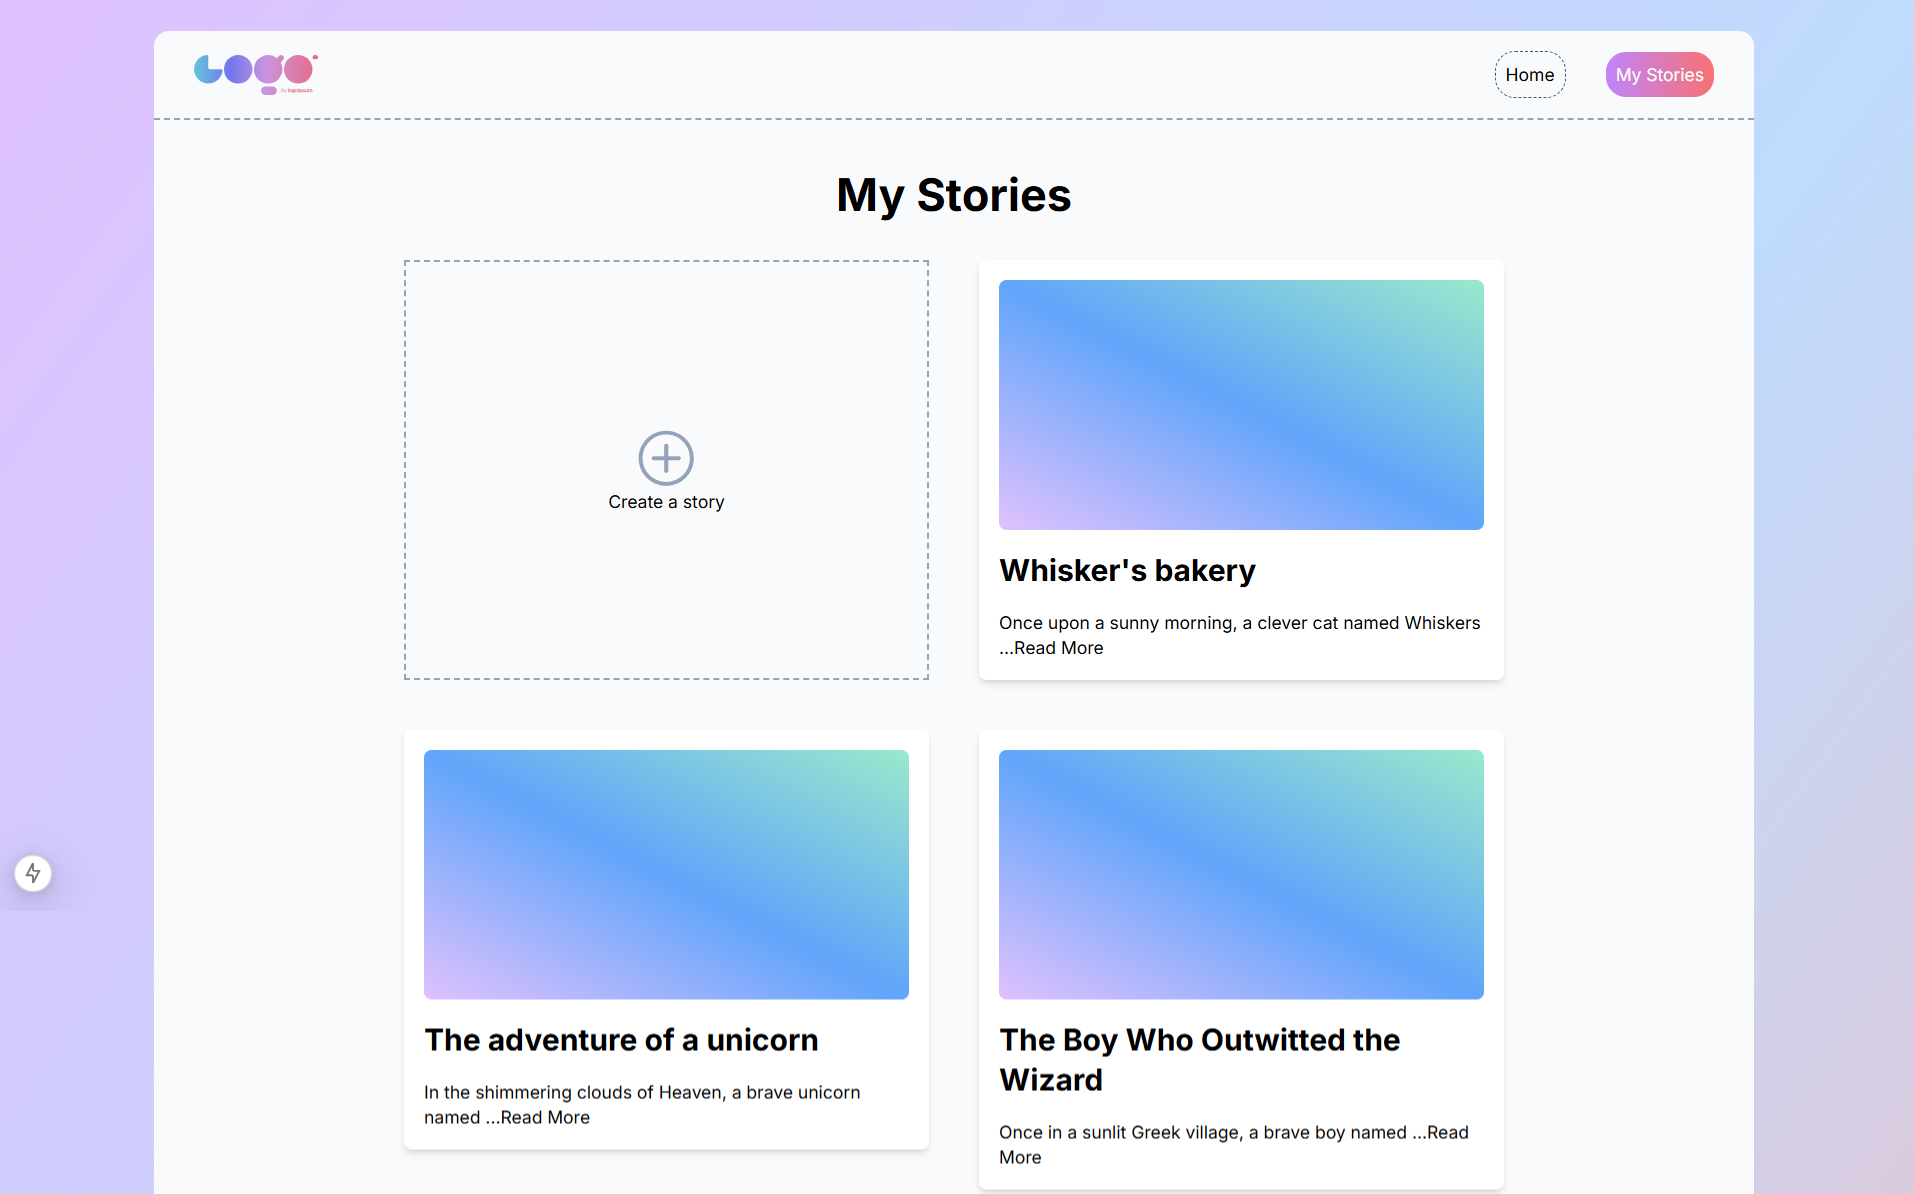 Logo
by logoipsum
Home
My Stories
My Stories
Create a story
Whisker's bakery
Once upon a sunny morning, a clever cat named Whiskers
...Read More
The adventure of a unicorn
In the shimmering clouds of Heaven, a brave unicorn
named ...Read More
The Boy Who Outwitted the
Wizard
Once in a sunlit Greek village, a brave boy named ...Read
More